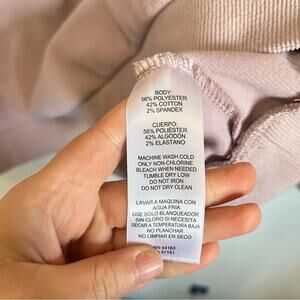 BODY:
56% POLYESTER
42% COTTON
2% SPANDEX
CUERPO:
56% POLIÉSTER
42% ALGODÓN
2% ELASTANO
MACHINE WASH COLD
ONLY NON-CHLORINE
BLEACH WHEN NEEDED
TUMBLE DRY LOW
DO NOT IRON
DO NOT DRY CLEAN
LAVAR A MAQUINA CON
AGUA FRIA
USE SOLO BLANQUEADOR
SIN CLORO SI NECESITA
SECAR A TEMPERATURA BAJA
NO PLANCHAR
NO LIMPIAR EN SECO